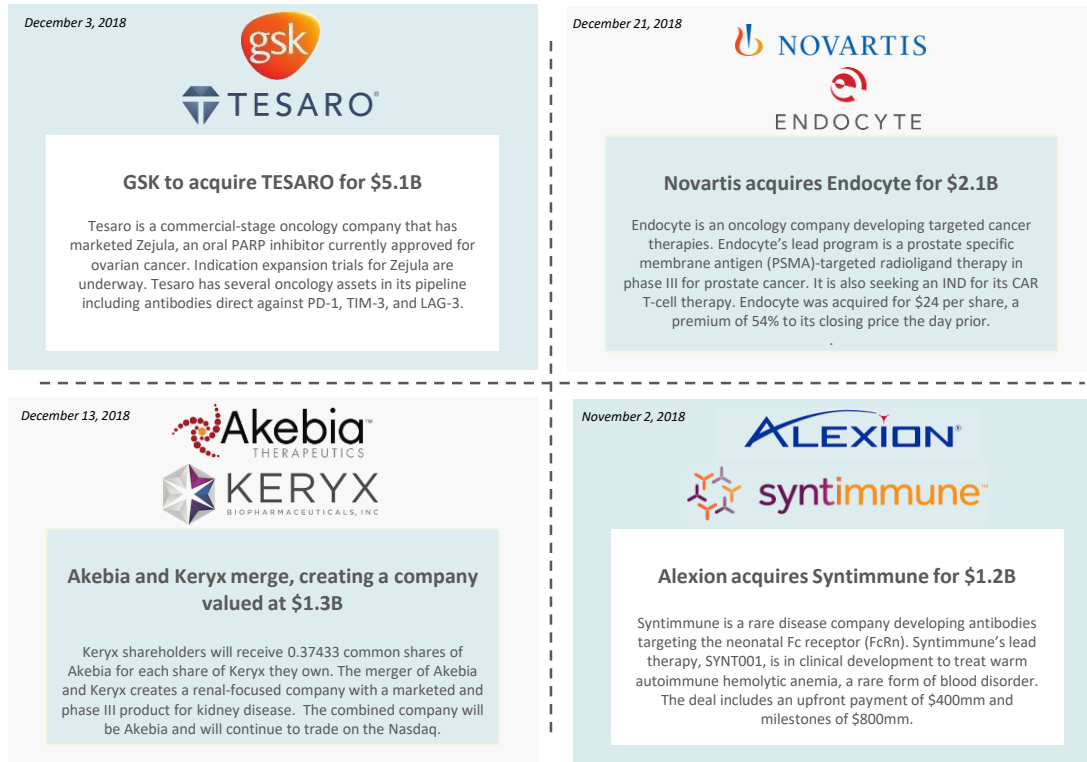 December 3, 2018
gsk
TESARO®
GSK to acquire TESARO for $5.1B
Tesaro is a commercial-stage oncology company that has
marketed Zejula, an oral PARP inhibitor currently approved for
ovarian cancer. Indication expansion trials for Zejula are
underway. Tesaro has several oncology assets in its pipeline
including antibodies direct against PD-1, TIM-3, and LAG-3.
December 21, 2018
NOVARTIS
ENDOCYTE
Novartis acquires Endocyte for $2.1B
Endocyte is an oncology company developing targeted cancer
therapies. Endocyte’s lead program is a prostate specific
membrane antigen (PSMA)-targeted radioligand therapy in
phase III for prostate cancer. It is also seeking an IND for its CAR
T-cell therapy. Endocyte was acquired for $24 per share, a
premium of 54% to its closing price the day prior.
.
December 13, 2018
Akebia™
THERAPEUTICS
KERYX
BIOPHARMACEUTICALS, INC
Akebia and Keryx merge, creating a company
valued at $1.3B
Keryx shareholders will receive 0.37433 common shares of
Akebia for each share of Keryx they own. The merger of Akebia
and Keryx creates a renal-focused company with a marketed and
phase III product for kidney disease.  The combined company will
be Akebia and will continue to trade on the Nasdaq.
November 2, 2018
ALEXION®
syntimmune™
Alexion acquires Syntimmune for $1.2B
Syntimmune is a rare disease company developing antibodies
targeting the neonatal Fc receptor (FcRn). Syntimmune’s lead
therapy, SYNT001, is in clinical development to treat warm
autoimmune hemolytic anemia, a rare form of blood disorder.
The deal includes an upfront payment of $400mm and
milestones of $800mm.